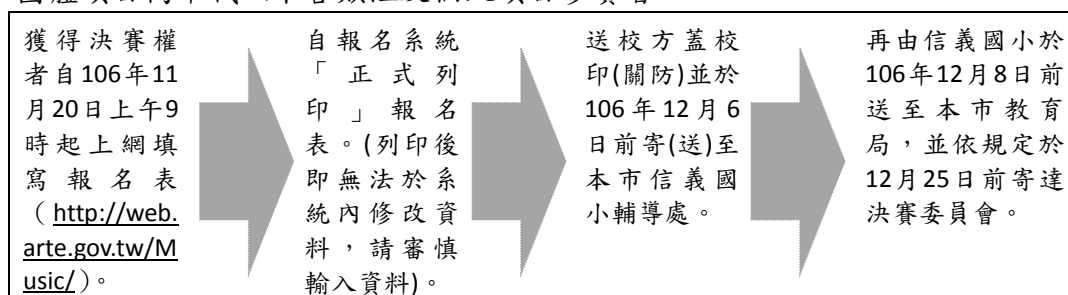 獲得決賽權
者自106年11
月20日上午9
時起上網填
寫報名表
（http://web.
arte.gov.tw/M
usic/）。
自報名系統
「正式列
印」報名
表。(列印後
即無法於系
統內修改資
料，請審慎
輸入資料)。
送校方蓋校
印(關防)並於
106年12月6
日前寄(送)至
本市信義國
小輔導處。
再由信義國小於
106年12月8日前
送至本市教育
局，並依規定於
12月25日前寄達
決賽委員會。